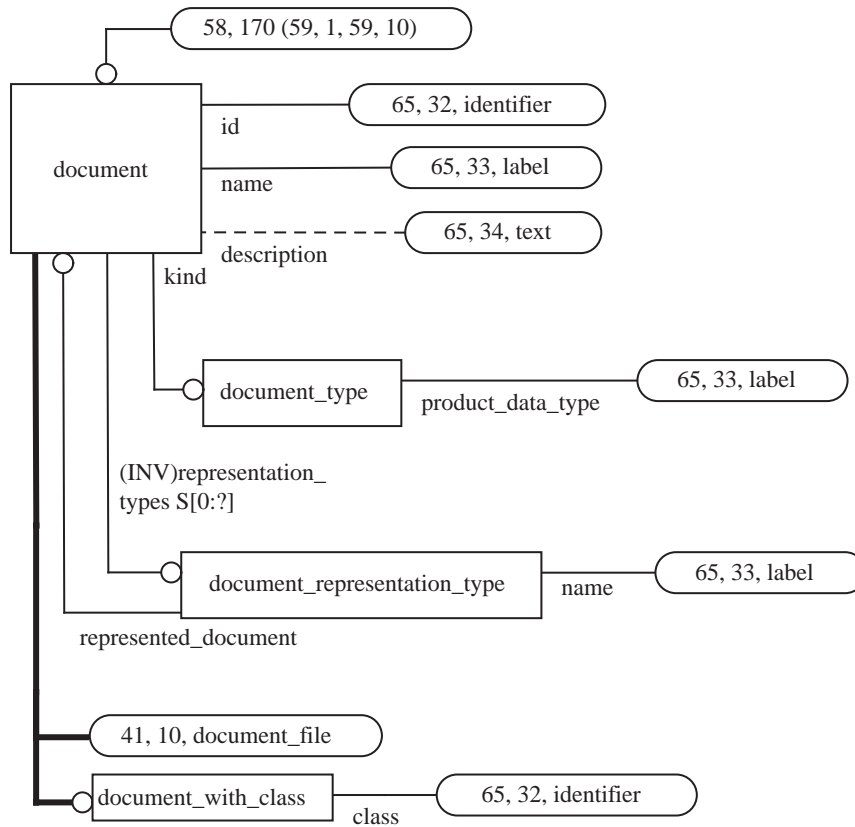 58, 170 (59, 1, 59, 10)
65, 32, identifier
id
document
65, 33, label
name
65, 34, text
description
kind
document_type
65, 33, label
product_data_type
(INV)representation_
types S[0:?]
document_representation_type
65, 33, label
name
represented_document
41, 10, document_file
document_with_class
65, 32, identifier
class